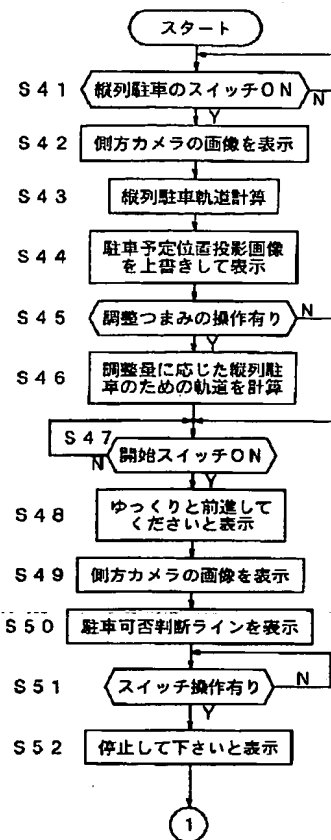 スタート
S41 縦列駐車のスイッチON
N
Y
S42 側方カメラの画像を表示
S43 縦列駐車軌道計算
S44 駐車予定位置投影画像
を上書きして表示
S45 調整つまみの操作有り
N
Y
S46 調整量に応じた縦列駐
車のための軌道を計算
S47 開始スイッチON
N
Y
S48 ゆっくりと前進して
くださいと表示
S49 側方カメラの画像を表示
S50 駐車可否判断ラインを表示
S51 スイッチ操作有り
N
Y
S52 停止して下さいと表示
1